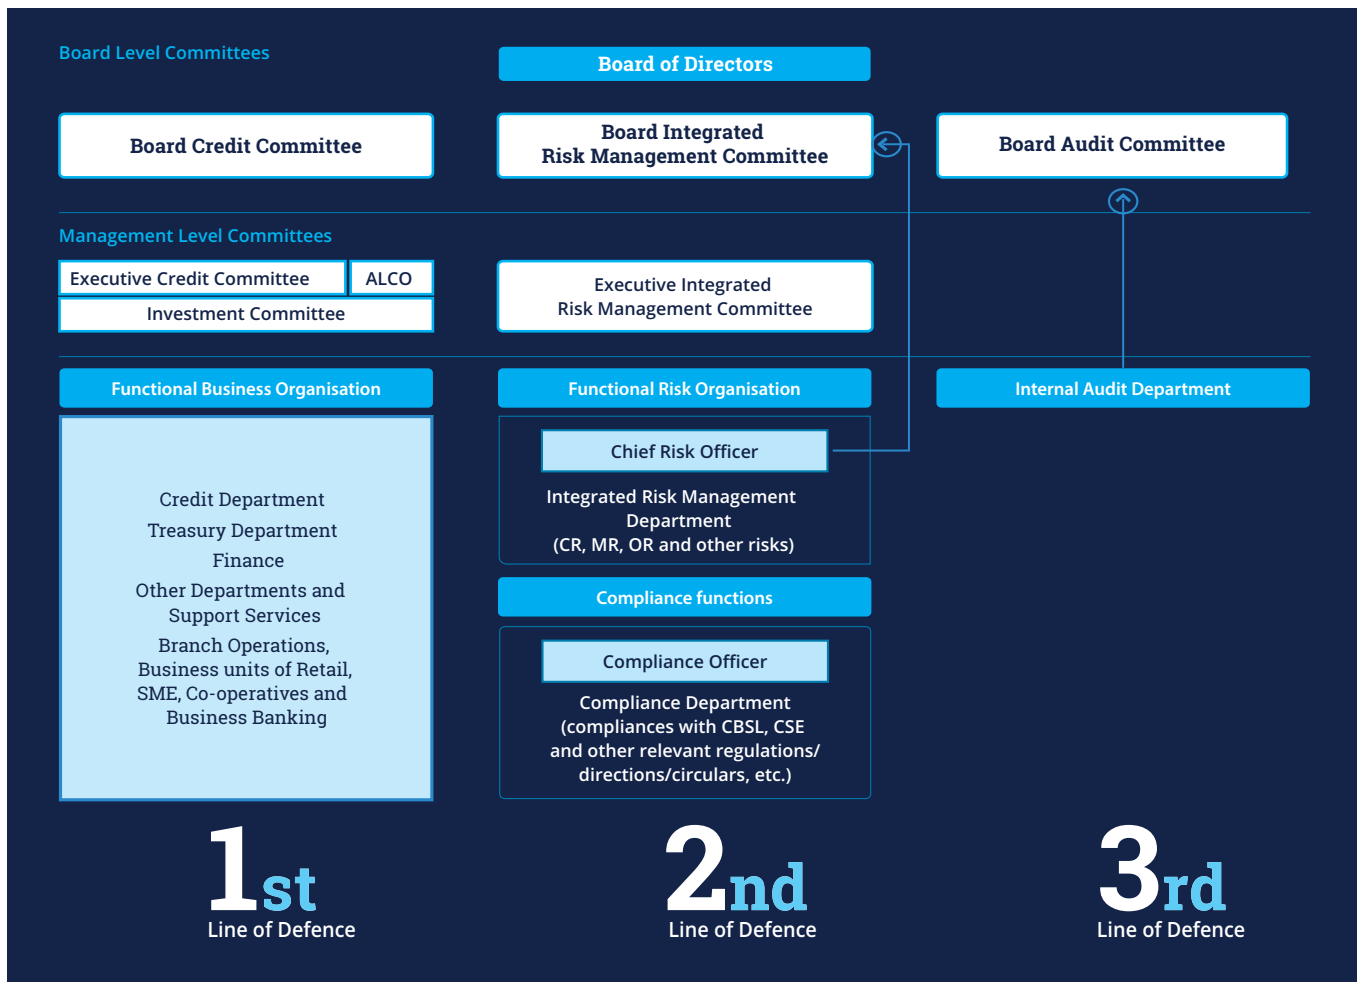 Board Level Committees
Board of Directors
Board Credit Committee
Board Integrated
Risk Management Committee
Board Audit Committee
Management Level Committees
Executive Credit Committee
ALCO
Investment Committee
Executive Integrated
Risk Management Committee
Functional Business Organisation
Credit Department
Treasury Department
Finance
Other Departments and
Support Services
Branch Operations,
Business units of Retail,
SME, Co-operatives and
Business Banking
Functional Risk Organisation
Chief Risk Officer
Integrated Risk Management
Department
(CR, MR, OR and other risks)
Compliance functions
Compliance Officer
Compliance Department
(compliances with CBSL, CSE
and other relevant regulations/
directions/circulars, etc.)
Internal Audit Department
1st
Line of Defence
2nd
Line of Defence
3rd
Line of Defence